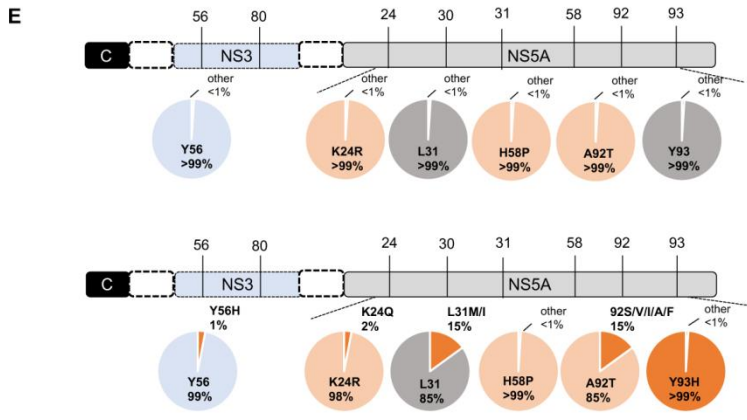 E
56 80 24 30 31 58 92 93
C NS3 NS5A
other <1% other <1% other <1% other <1% other <1% other <1%
Y56 >99% K24R >99% L31 >99% H58P >99% A92T >99% Y93 >99%
56 80 24 30 31 58 92 93
C NS3 NS5A
Y56H 1% K24Q 2% L31M/I 15% other <1% 92S/V/I/A/F 15% other <1%
Y56 99% K24R 98% L31 85% H58P >99% A92T 85% Y93H >99%